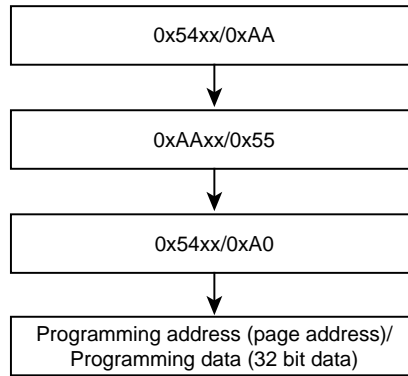 0x54xx/0xAA
0xAAxx/0x55
0x54xx/0xA0
Programming address (page address)/
Programming data (32 bit data)